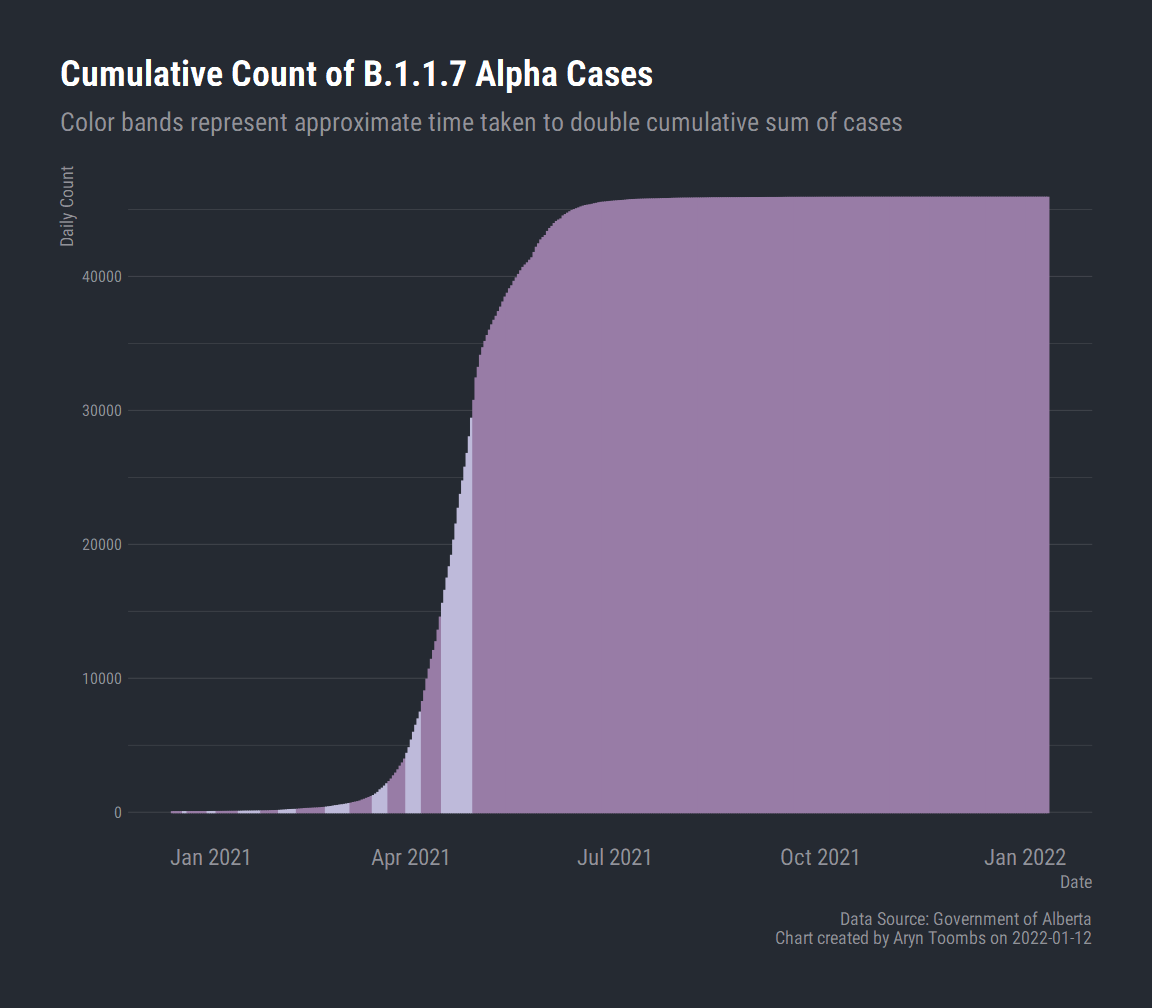 Cumulative Count of B.1.1.7 Alpha Cases
Color bands represent approximate time taken to double cumulative sum of cases
Daily Count
40000
30000
20000
10000
0
Jan 2021
Apr 2021
Jul 2021
Oct 2021
Jan 2022
Date
Data Source: Government of Alberta
Chart created by Aryn Toombs on 2022-01-12